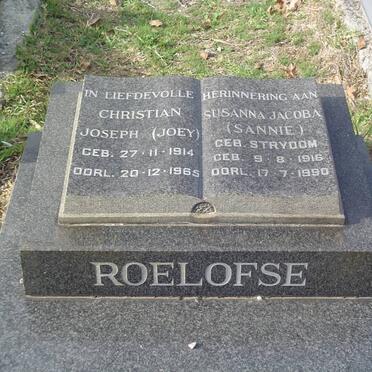 IN LIEFDEVOLLE
CHRISTIAN
JOSEPH (JOEY)
GEB. 27-11-1914
OORL. 20-12-1965
HERINNERING AAN
SUSANNA JACOBA
(SANNIE)
GEB. STRYDOM
GEB. 9-8-1916
OORL. 17-7-1990
ROELOFSE